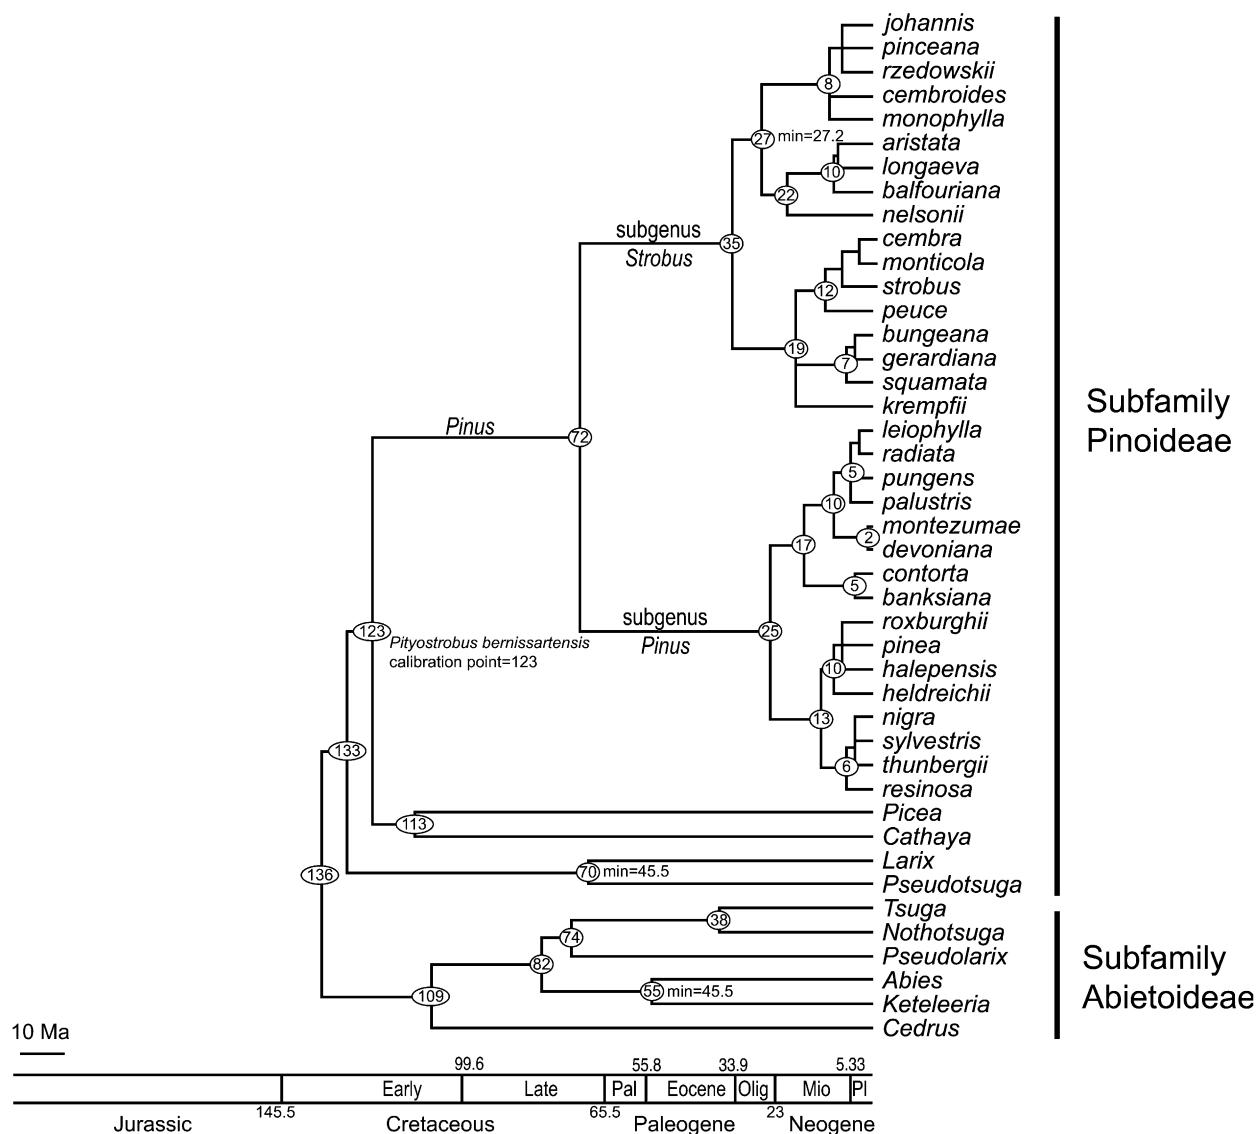 johannis
pinceana
rzedowskii
8
cembroides
monophylla
27 min=27.2
aristata
longaeva
10
balfouriana
22
nelsonii
subgenus
Strobus
35
cembra
monticola
strobus
12
peuce
bungeana
19
gerardiana
7
squamata
krempfii
Subfamily
Pinoideae
Pinus
72
leiophylla
radiata
5
pungens
10
palustris
montezumae
2
devoniana
17
contorta
5
banksiana
subgenus
Pinus
25
roxburghii
pinea
10
halepensis
heldreichii
123
Pityostrobus bernissartensis
calibration point=123
13
nigra
sylvestris
6
thunbergii
resinosa
133
Picea
113
Cathaya
Larix
70 min=45.5
Pseudotsuga
136
Tsuga
38
Nothotsuga
74
Pseudolarix
82
Abies
55 min=45.5
Keteleeria
109
Cedrus
Subfamily
Abietoideae
10 Ma
99.6 55.8 33.9 5.33
Early Late Pal Eocene Olig Mio Pl
145.5 65.5 23
Jurassic Cretaceous Paleogene Neogene